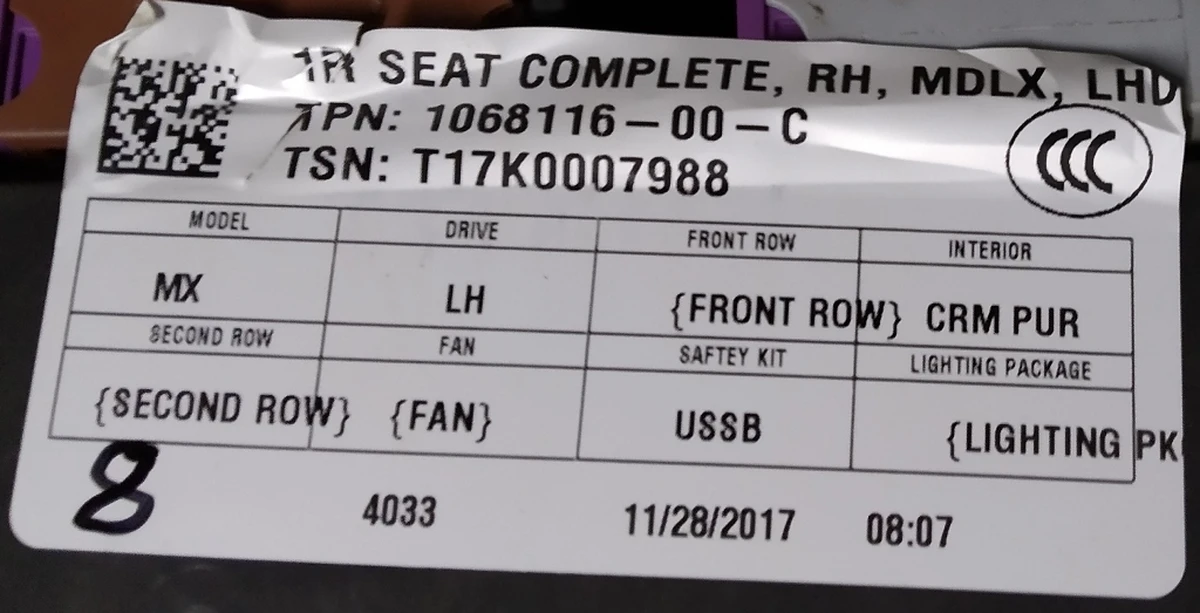 1R SEAT COMPLETE, RH, MDLX, LHD
TPN: 1068116-00-C
TSN: T17K0007988
CCC
MODEL DRIVE FRONT ROW INTERIOR
MX LH {FRONT ROW} CRM PUR
SECOND ROW FAN SAFTEY KIT LIGHTING PACKAGE
{SECOND ROW} {FAN} USSB {LIGHTING PK
8 4033 11/28/2017 08:07